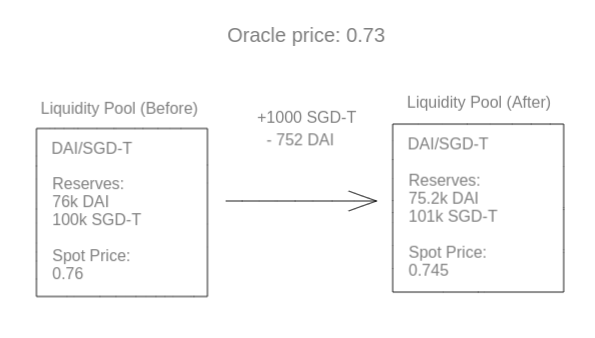 Oracle price: 0.73
Liquidity Pool (Before)
DAI/SGD-T
Reserves:
76k DAI
100k SGD-T
Spot Price:
0.76
+1000 SGD-T
- 752 DAI
Liquidity Pool (After)
DAI/SGD-T
Reserves:
75.2k DAI
101k SGD-T
Spot Price:
0.745